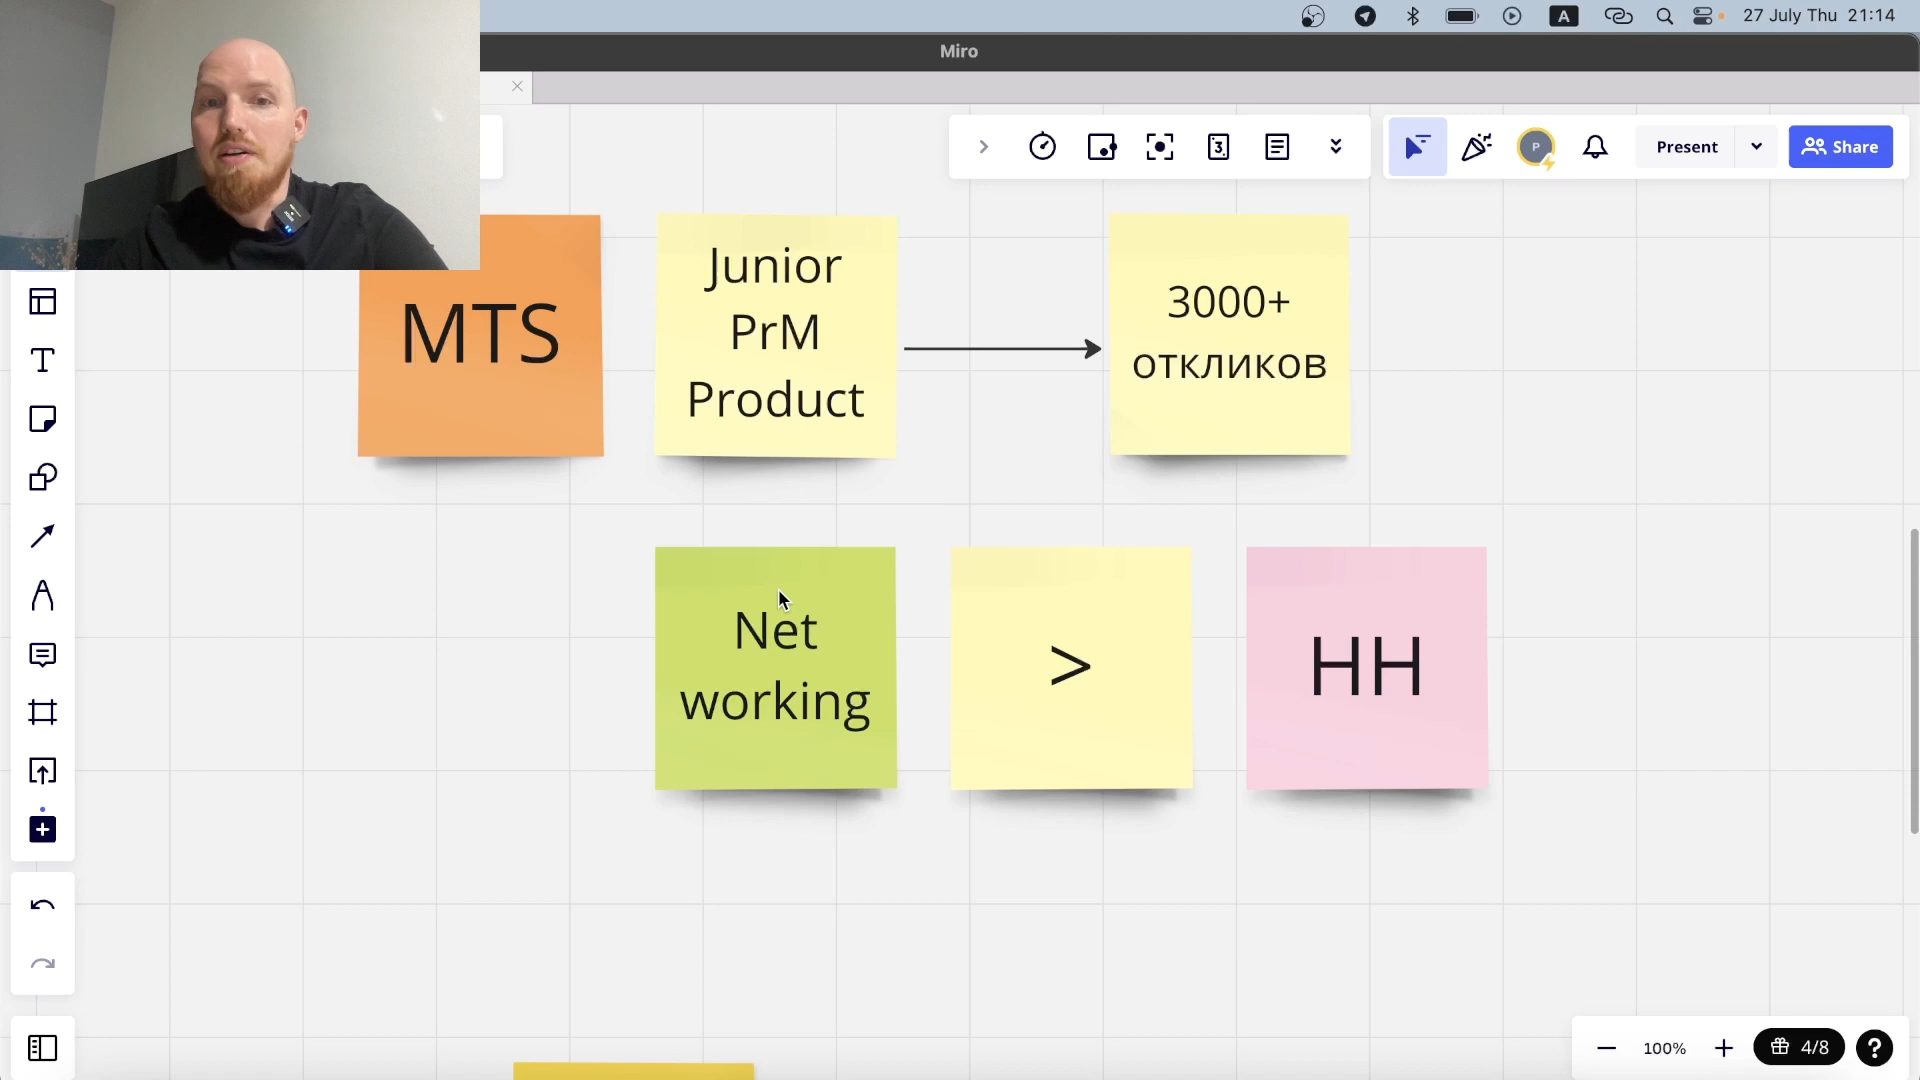 27 July Thu 21:14
A
Miro
3
P
Present
Share
MTS
Junior
PrM
Product
3000+
откликов
Net
working
>
HH
T
100%
4/8
?